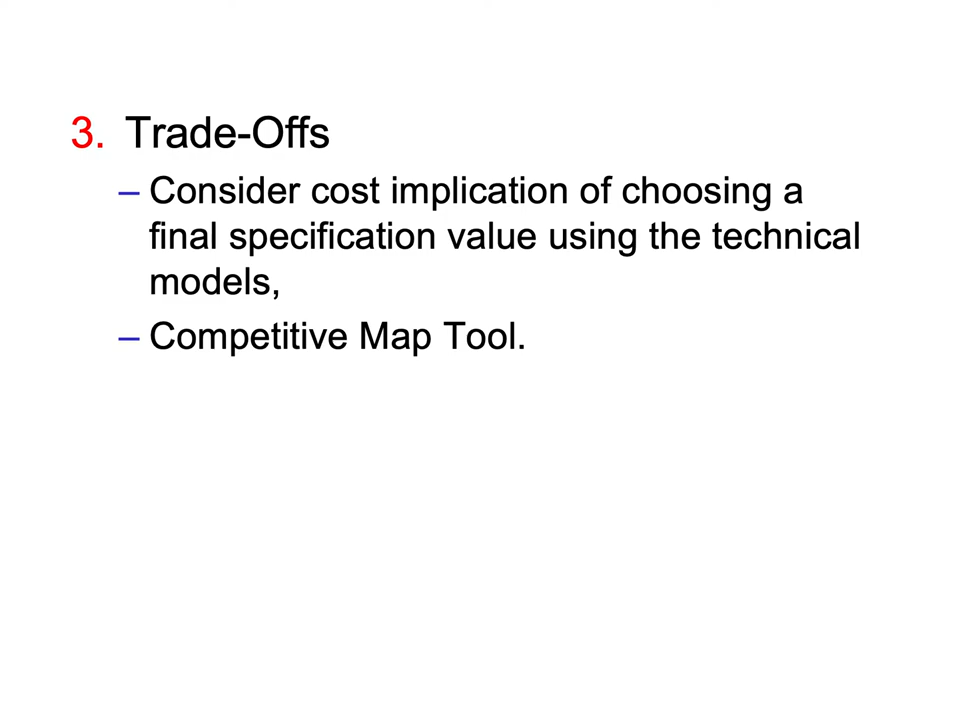 3. Trade-Offs
– Consider cost implication of choosing a
final specification value using the technical
models,
– Competitive Map Tool.